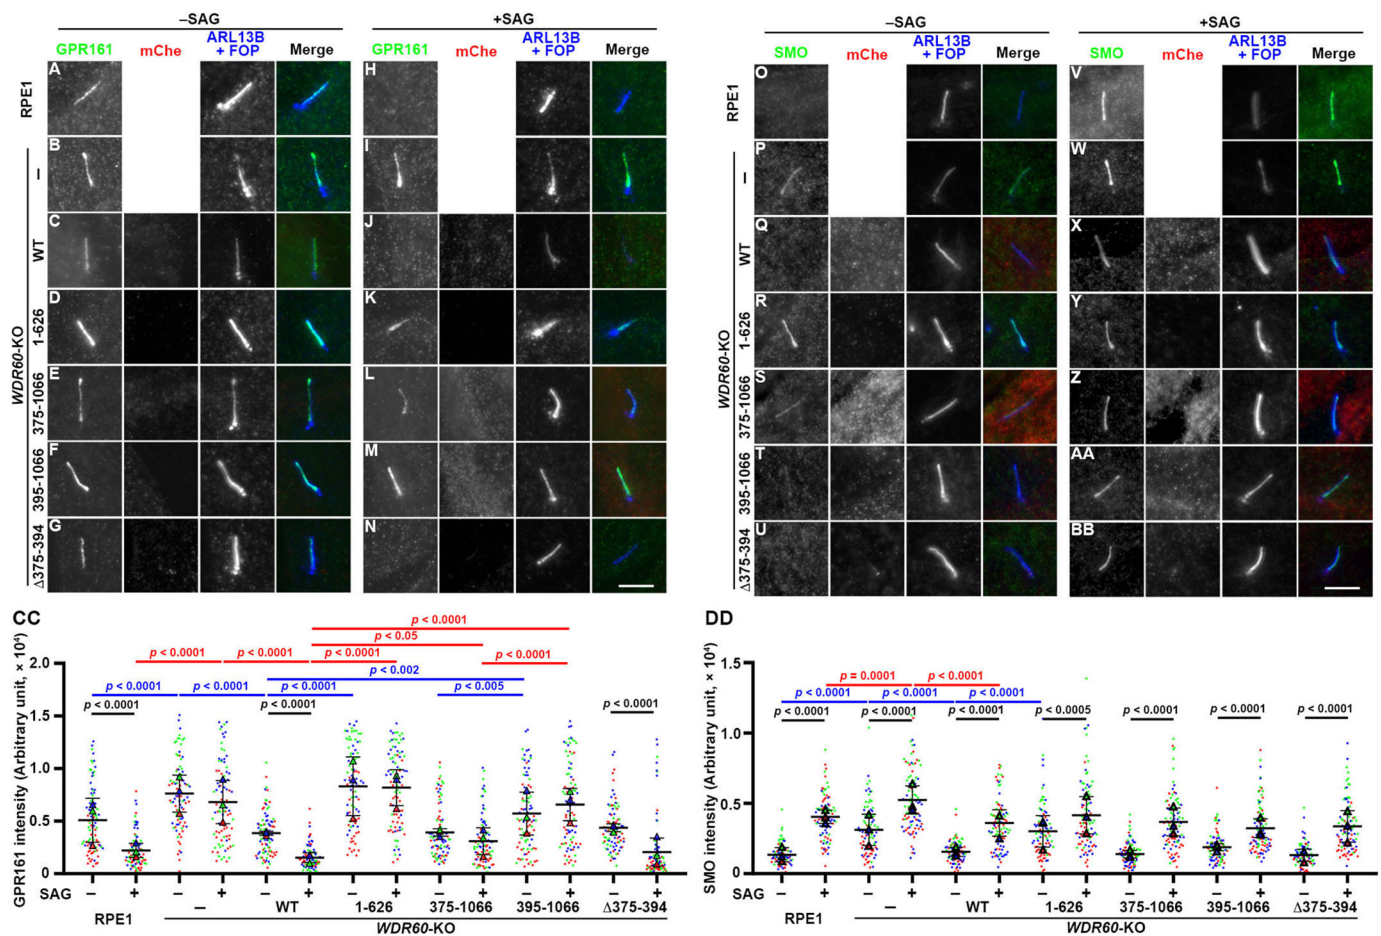 –SAG +SAG
GPR161 mChe ARL13B + FOP Merge GPR161 mChe ARL13B + FOP Merge
RPE1 A H
WDR60-KO
– B I
WT C J
1-626 D K
375-1066 E L
395-1066 F M
Δ375-394 G N
–SAG +SAG
SMO mChe ARL13B + FOP Merge SMO mChe ARL13B + FOP Merge
RPE1 O V
WDR60-KO
– P W
WT Q X
1-626 R Y
375-1066 S Z
395-1066 T AA
Δ375-394 U BB
CC
GPR161 intensity (Arbitrary unit, × 10⁴)
p < 0.0001
p < 0.05
p < 0.0001 p < 0.0001 p < 0.0001 p < 0.0001
p < 0.002
p < 0.0001 p < 0.0001 p < 0.0001 p < 0.005
p < 0.0001 p < 0.0001 p < 0.0001
2.0
1.5
1.0
0.5
0
SAG – + – + – + – + – + – + – +
RPE1 – WT 1-626 375-1066 395-1066 Δ375-394
WDR60-KO
DD
SMO intensity (Arbitrary unit, × 10⁴)
p = 0.0001 p < 0.0001
p < 0.0001 p < 0.0001 p < 0.0001
p < 0.0001 p < 0.0001 p < 0.0001 p < 0.0005 p < 0.0001 p < 0.0001 p < 0.0001
1.5
1.0
0.5
0
SAG – + – + – + – + – + – + – +
RPE1 – WT 1-626 375-1066 395-1066 Δ375-394
WDR60-KO